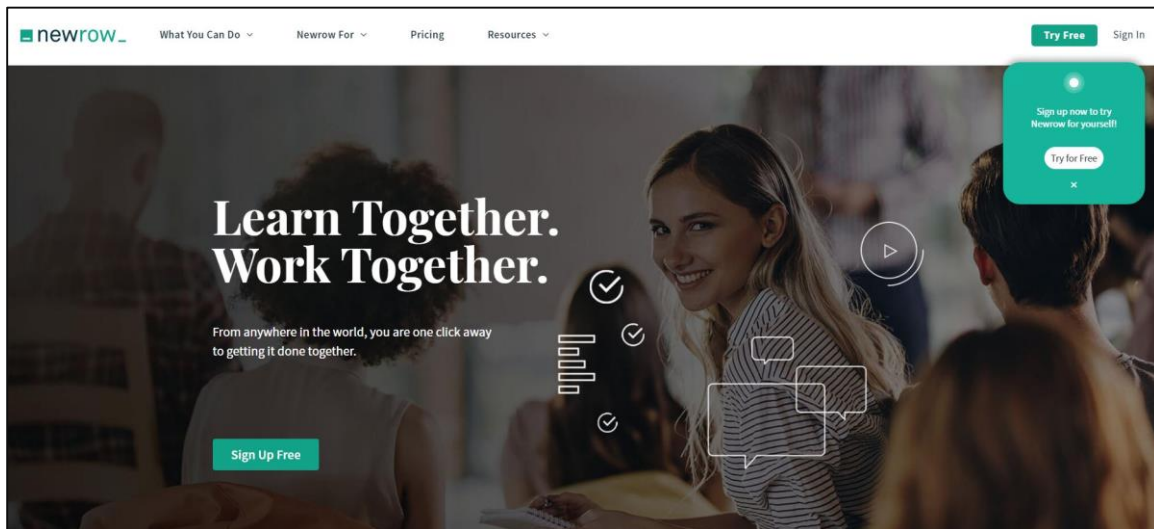 newrow_
What You Can Do
Newrow For
Pricing
Resources
Try Free
Sign In
Sign up now to try
Newrow for yourself!
Try for Free
×
Learn Together.
Work Together.
From anywhere in the world, you are one click away
to getting it done together.
Sign Up Free